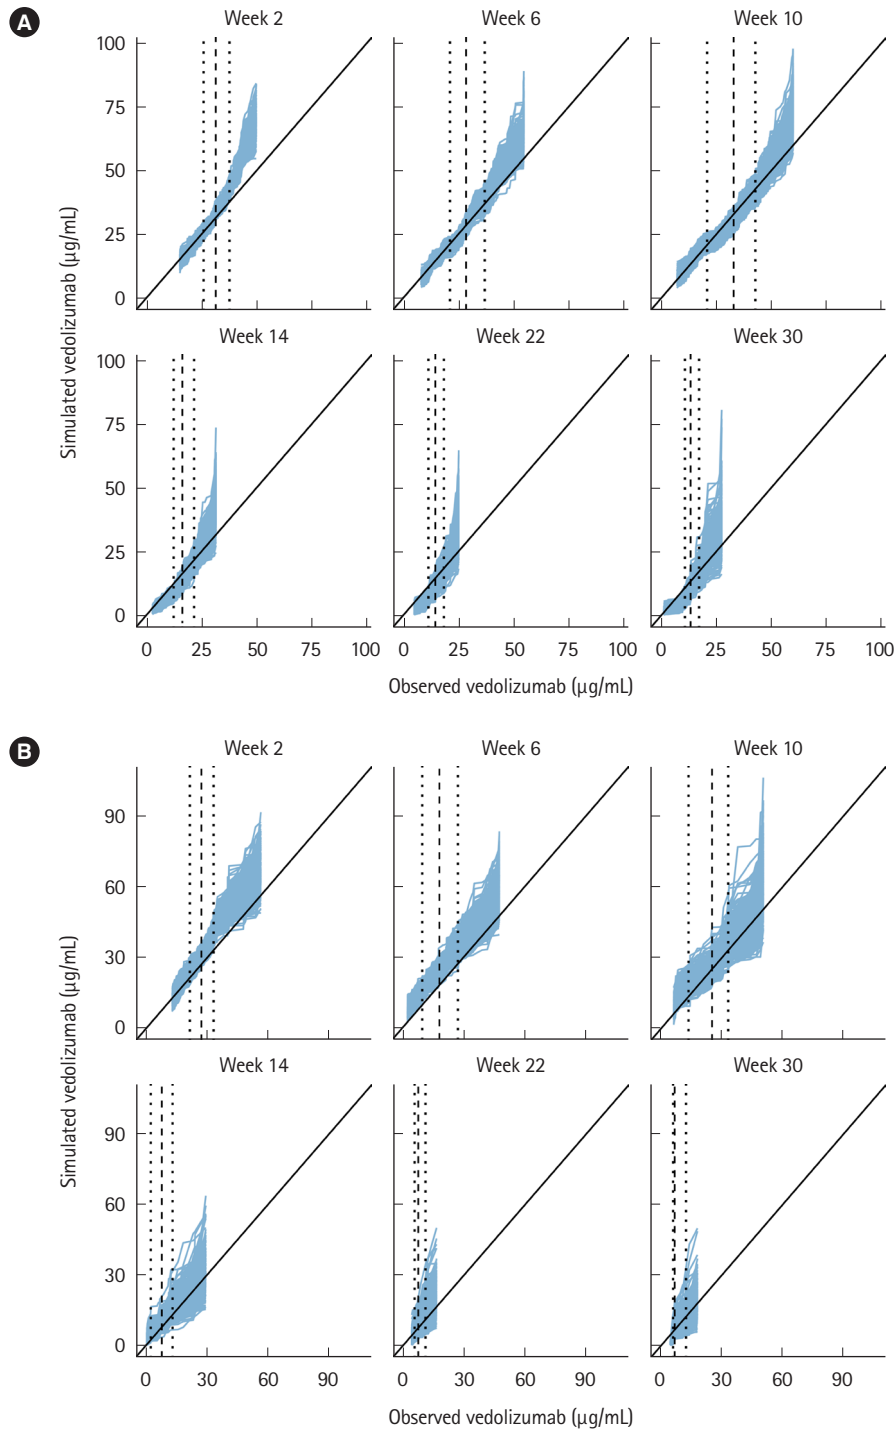 A
Week 2 Week 6 Week 10
100
75
50
25
0
Week 14 Week 22 Week 30
100
75
50
25
0
0 25 50 75 100 0 25 50 75 100 0 25 50 75 100
Simulated vedolizumab (µg/mL)
Observed vedolizumab (µg/mL)
B
Week 2 Week 6 Week 10
90
60
30
0
Week 14 Week 22 Week 30
90
60
30
0
0 30 60 90 0 30 60 90 0 30 60 90
Simulated vedolizumab (µg/mL)
Observed vedolizumab (µg/mL)